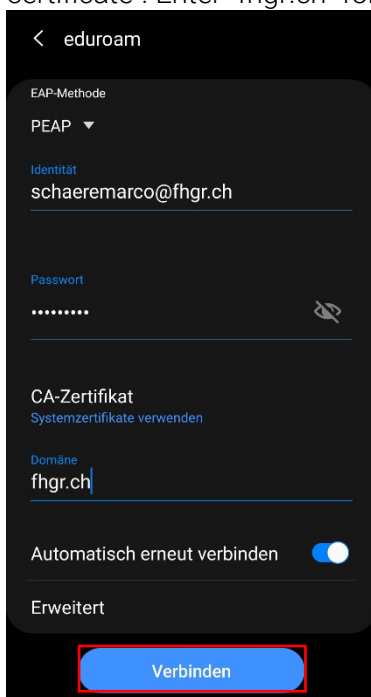 eduroam
EAP-Methode
PEAP
Identität
schaeremarco@fhgr.ch
Passwort
•••••••••
CA-Zertifikat
Systemzertifikate verwenden
Domäne
fhgr.ch
Automatisch erneut verbinden
Erweitert
Verbinden